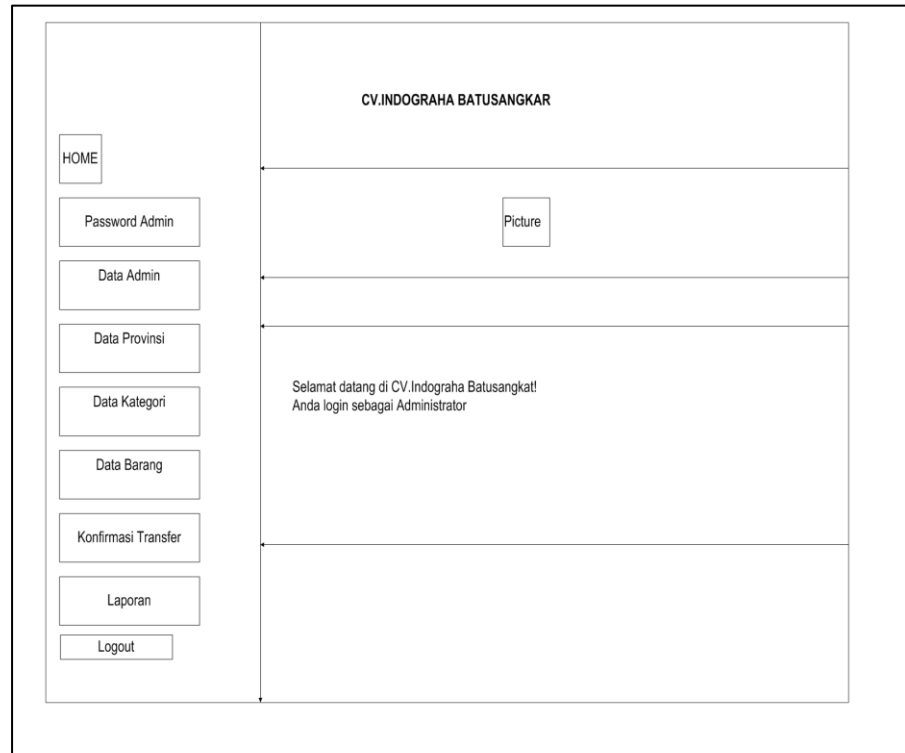 CV.INDOGRAHA BATUSANGKAR
HOME
Password Admin
Picture
Data Admin
Data Provinsi
Data Kategori
Selamat datang di CV.Indograha Batusangkat!
Anda login sebagai Administrator
Data Barang
Konfirmasi Transfer
Laporan
Logout